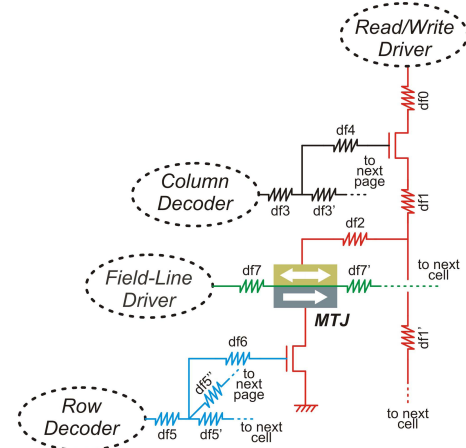 Read/Write
Driver
df0
df4
to
next
page
Column
Decoder
df3
df3'
df1
df2
Field-Line
Driver
df7
df7'
to next
cell
MTJ
df1'
df6
df5"
to
next
page
Row
Decoder
df5
df5'
to next
cell
to next
cell